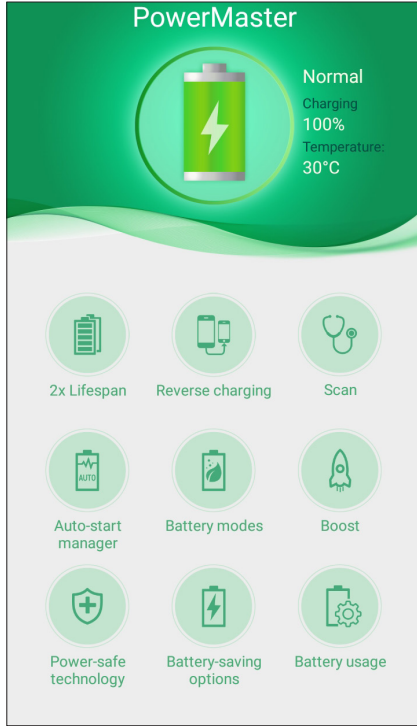 PowerMaster
Normal
Charging
100%
Temperature:
30°C
2x Lifespan
Reverse charging
Scan
AUTO
Auto-start
manager
Battery modes
Boost
Power-safe
technology
Battery-saving
options
Battery usage